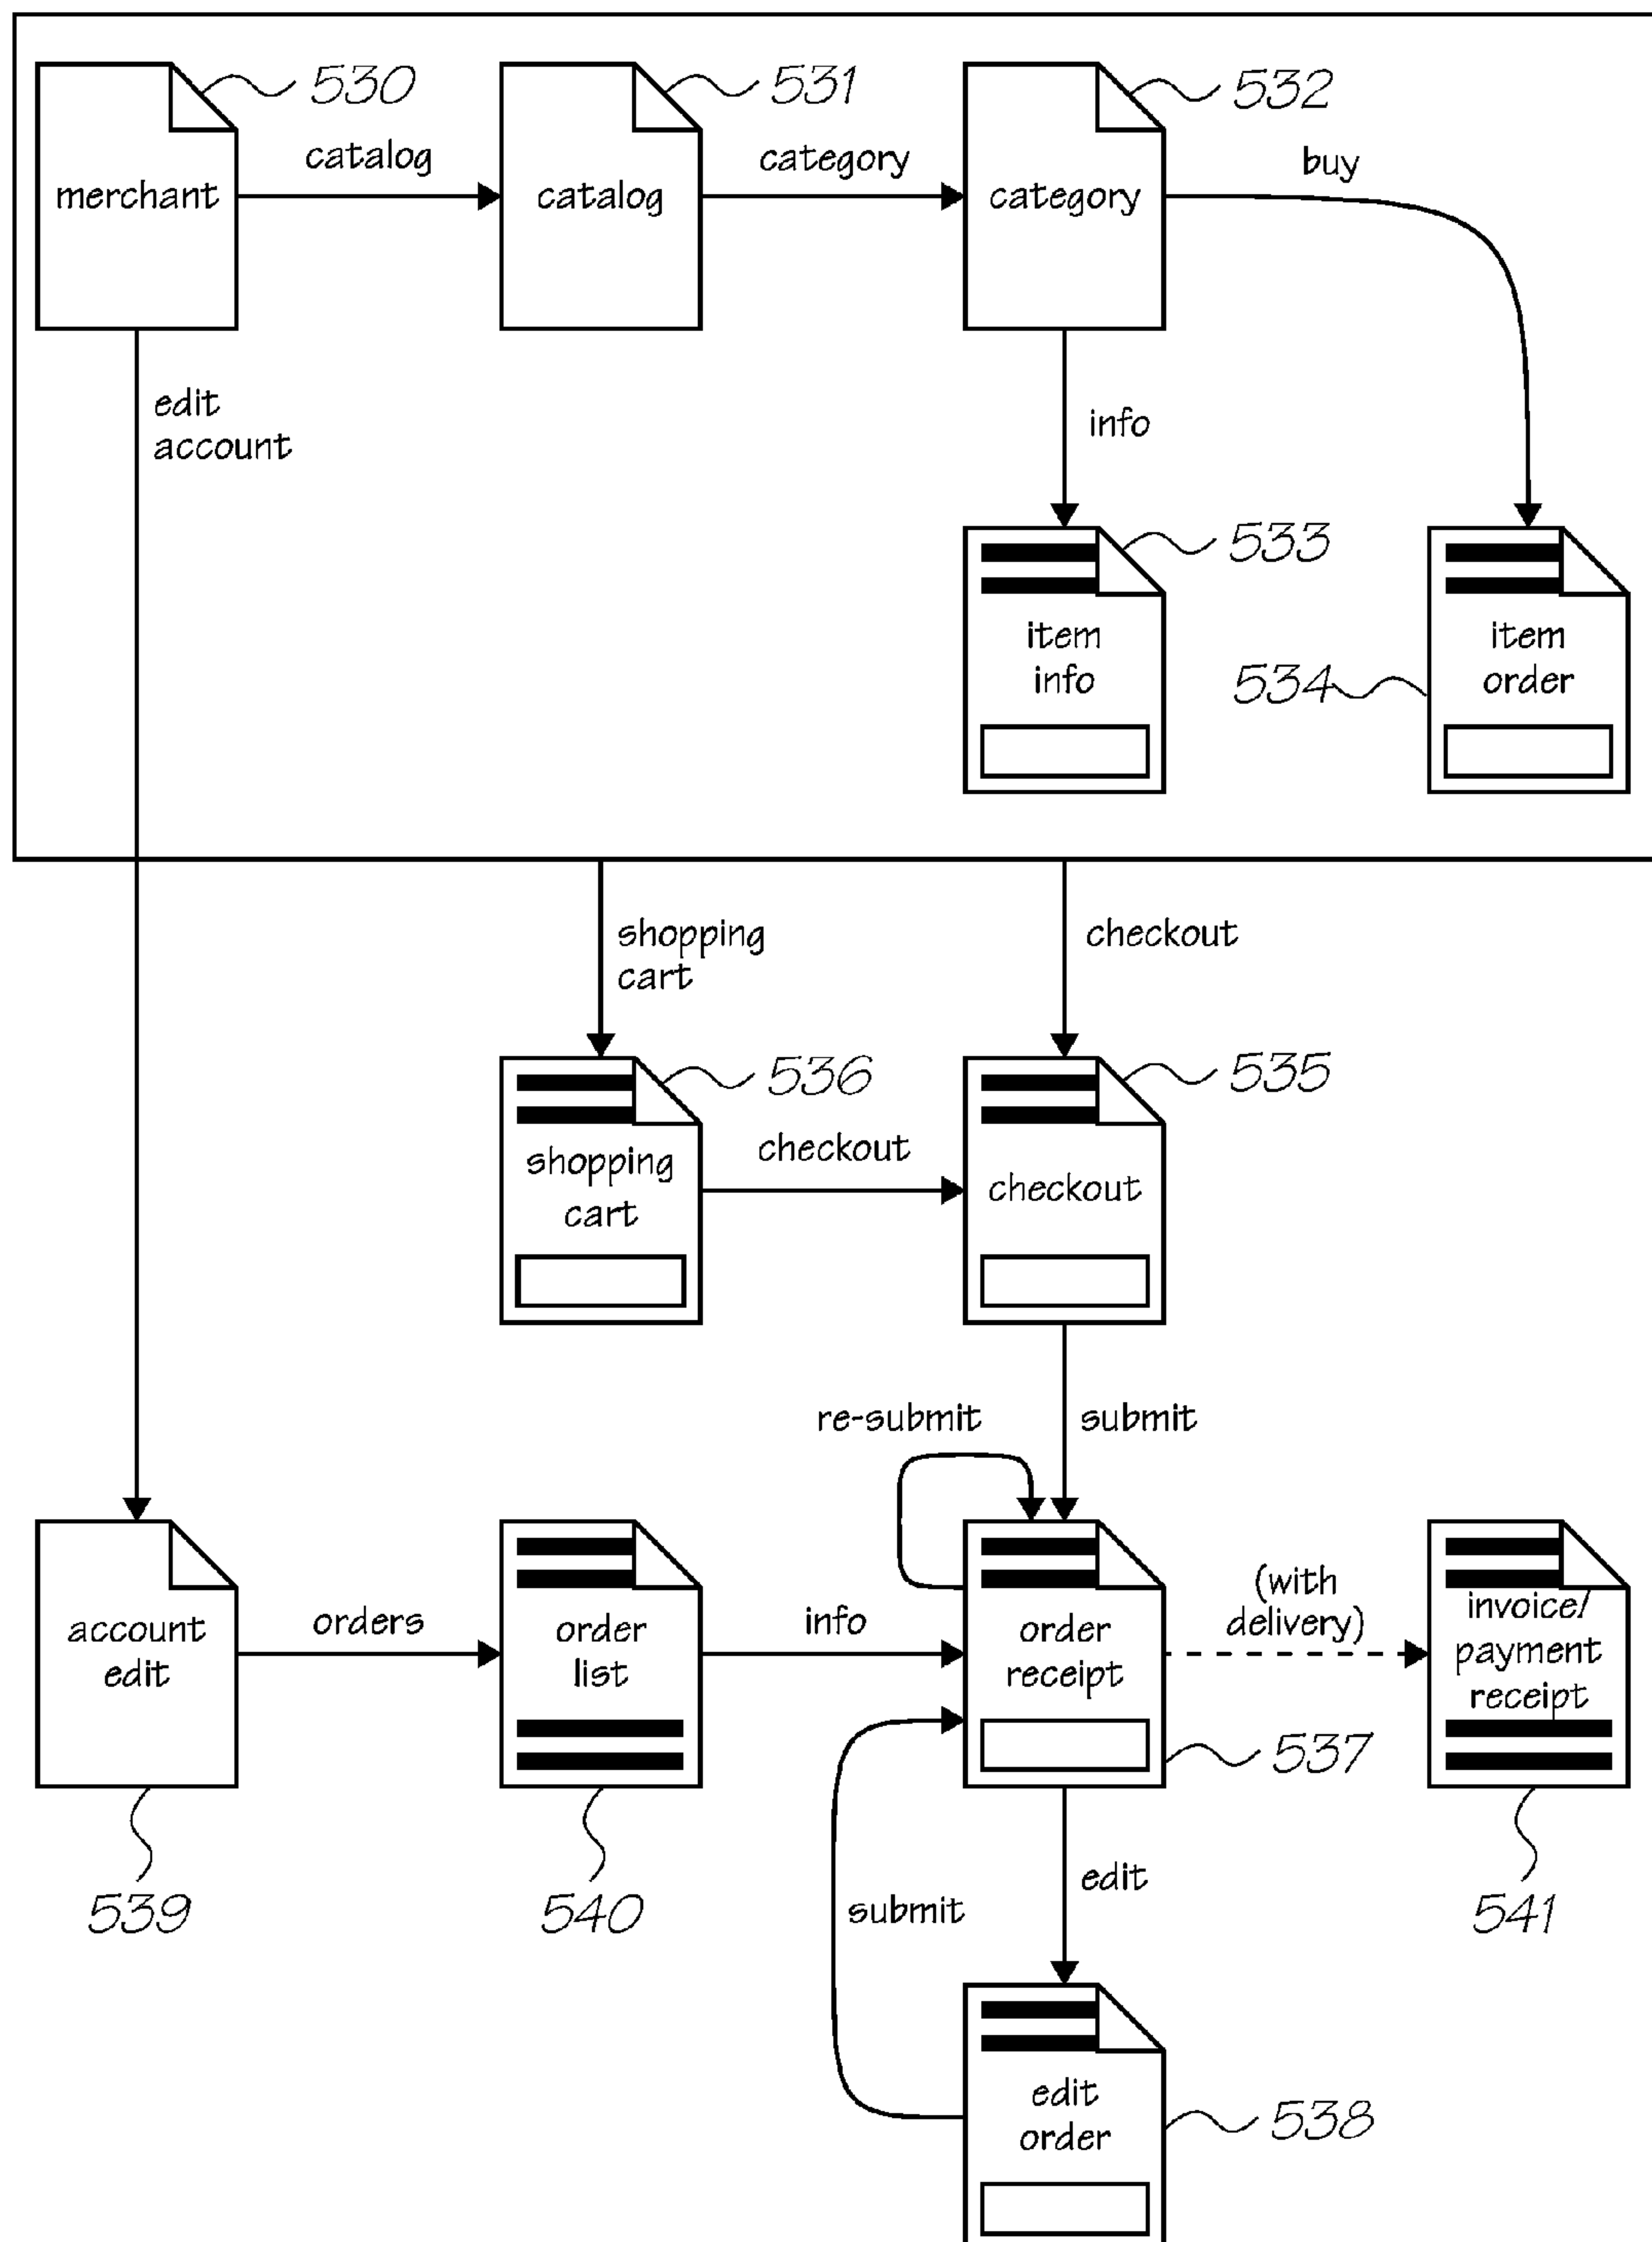 530
531
532
catalog
category
buy
merchant
catalog
category
edit
account
info
533
item
info
534
item
order
shopping
cart
checkout
536
535
shopping
cart
checkout
checkout
re-submit
submit
account
edit
orders
order
list
info
order
receipt
(with
delivery)
invoice/
payment
receipt
537
539
540
541
submit
edit
edit
order
538